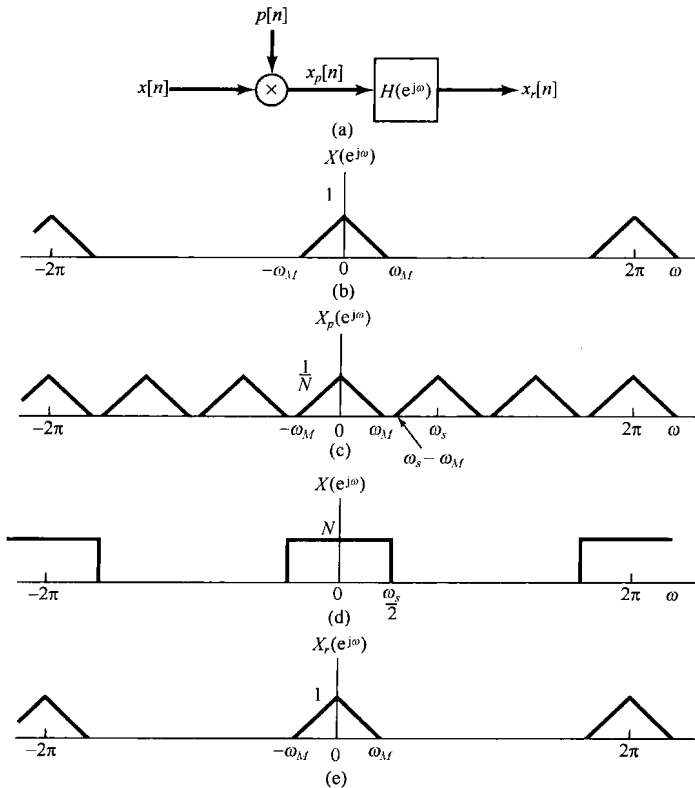 p[n]
x[n] × x_p[n] H(e^{jω}) x_r[n]
(a)
X(e^{jω})
1
−2π −ω_M 0 ω_M 2π ω
(b)
X_p(e^{jω})
1/N
−2π −ω_M 0 ω_M ω_s 2π ω
ω_s − ω_M
(c)
X(e^{jω})
N
−2π 0 ω_s/2 2π ω
(d)
X_r(e^{jω})
1
−2π −ω_M 0 ω_M 2π
(e)